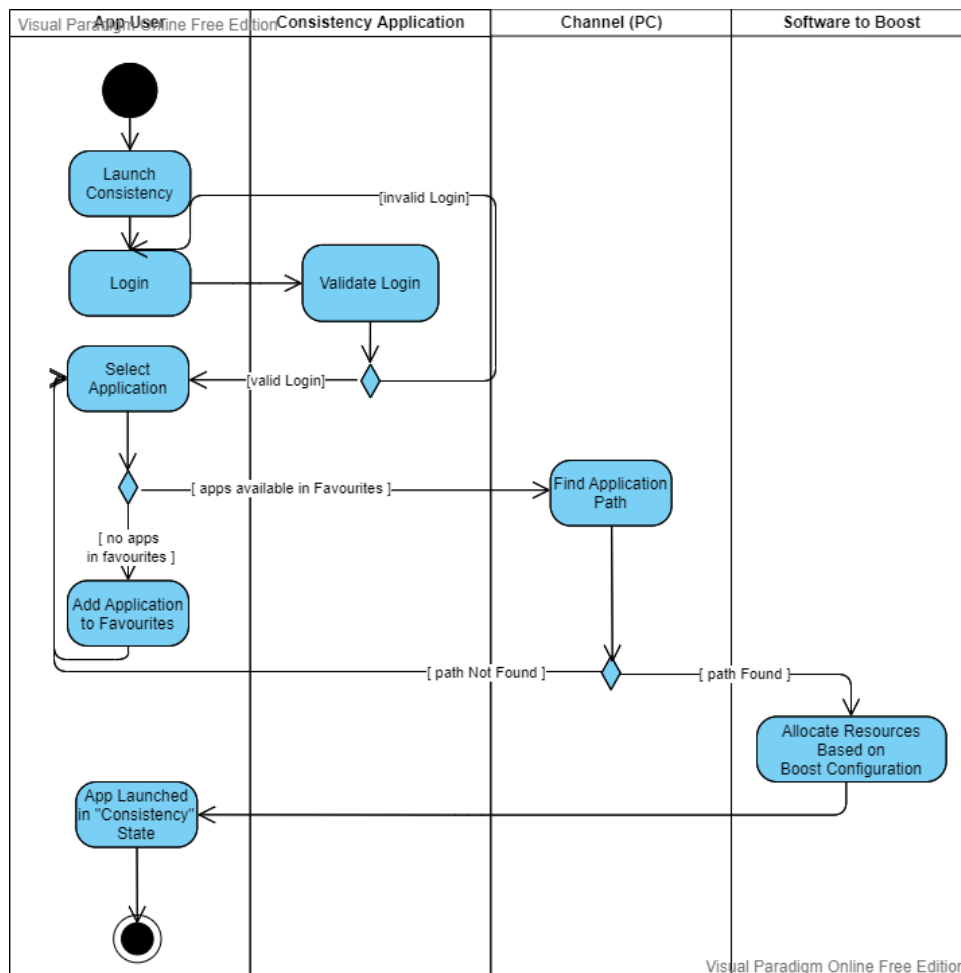 Visual Paradigm Online Free Edition
App User
Consistency Application
Channel (PC)
Software to Boost
Launch
Consistency
[invalid Login]
Login
Validate Login
Select
Application
[valid Login]
[ apps available in Favourites ]
Find Application
Path
[ no apps
in favourites ]
Add Application
to Favourites
[ path Not Found ]
[ path Found ]
Allocate Resources
Based on
Boost Configuration
App Launched
in "Consistency"
State
Visual Paradigm Online Free Edition